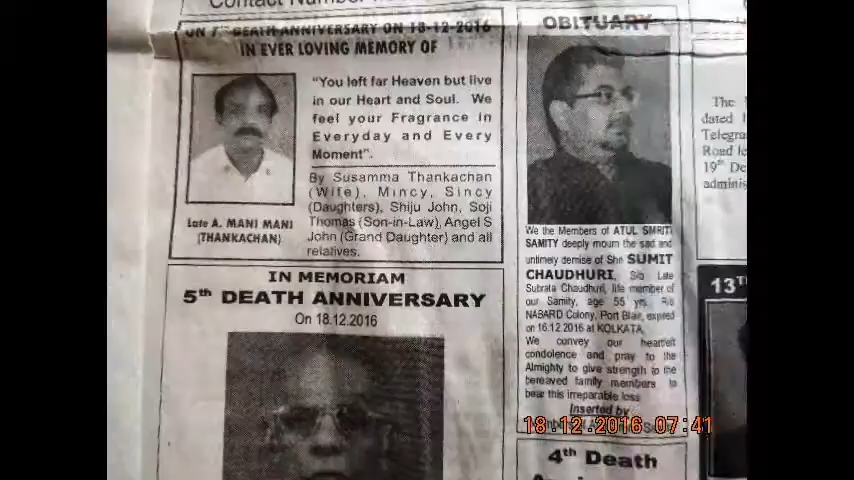 Contact Number
ON 7th DEATH ANNIVERSARY ON 18-12-2016
IN EVER LOVING MEMORY OF
"You left far Heaven but live
in our Heart and Soul. We
feel your Fragrance in
Everyday and Every
Moment".
By Susamma Thankachan
(Wife), Mincy, Sincy
(Daughters), Shiju John, Soji
Thomas (Son-in-Law), Angel S
John (Grand Daughter) and all
relatives.
Late A. MANI MANI
(THANKACHAN)
IN MEMORIAM
5th DEATH ANNIVERSARY
On 18.12.2016
OBITUARY
We the Members of ATUL SMRITI
SAMITY deeply mourn the sad and
untimely demise of Shri SUMIT
CHAUDHURI, S/o Late
Subrata Chaudhuri, life member of
our Samity, age 55 yrs. R/o
NABARD Colony, Port Blair, expired
on 16.12.2016 at KOLKATA.
We convey our heartfelt
condolence and pray to the
Almighty to give strength to the
bereaved family members to
bear this irreparable loss
Inserted by
18.12.2016 07:41
4th Death
The
dated
Telegra
Road
19th De
adminis
13TH